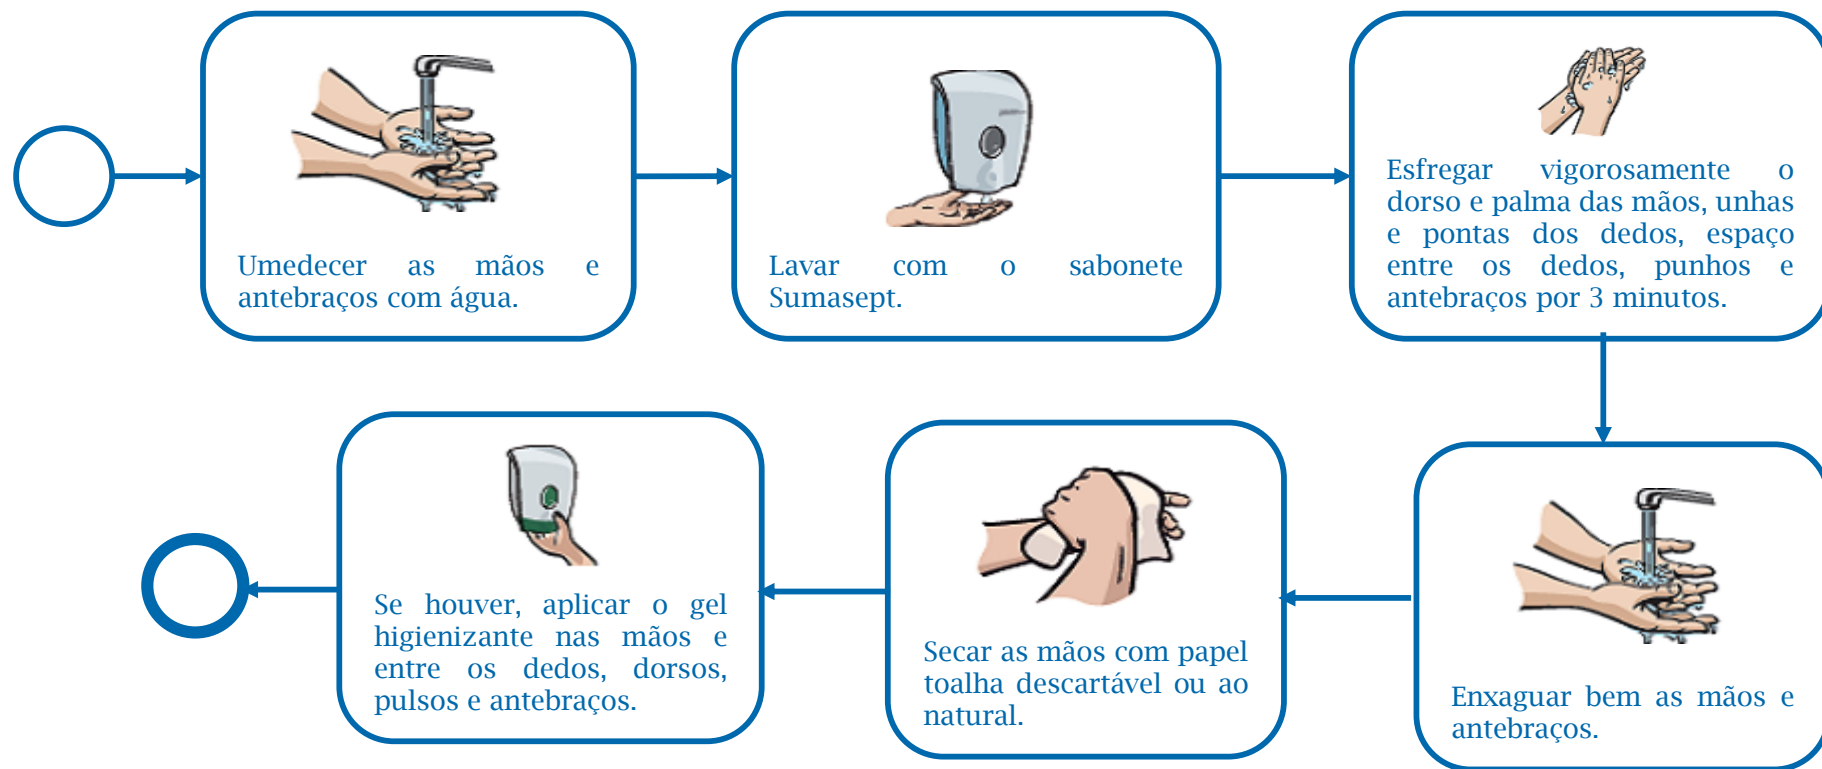 Umedecer as mãos e
antebraços com água.
Lavar com o sabonete
Sumasept.
Esfregar vigorosamente o
dorso e palma das mãos, unhas
e pontas dos dedos, espaço
entre os dedos, punhos e
antebraços por 3 minutos.
Enxaguar bem as mãos e
antebraços.
Secar as mãos com papel
toalha descartável ou ao
natural.
Se houver, aplicar o gel
higienizante nas mãos e
entre os dedos, dorsos,
pulsos e antebraços.